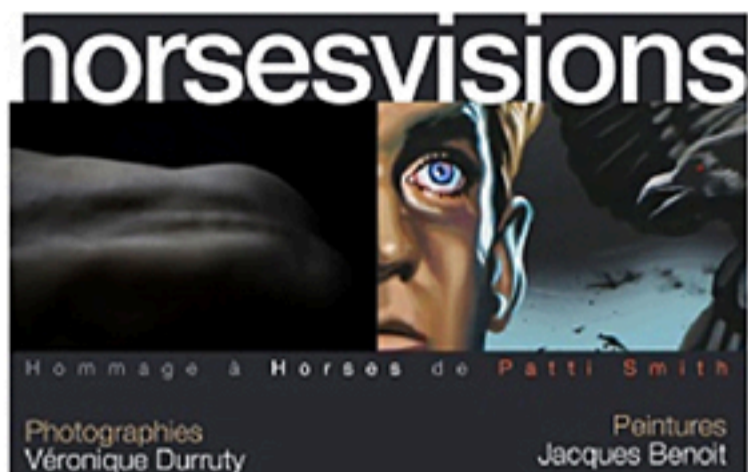 horsesvisions
Hommage à Horses de Patti Smith
Photographies
Véronique Durruty
Peintures
Jacques Benoit